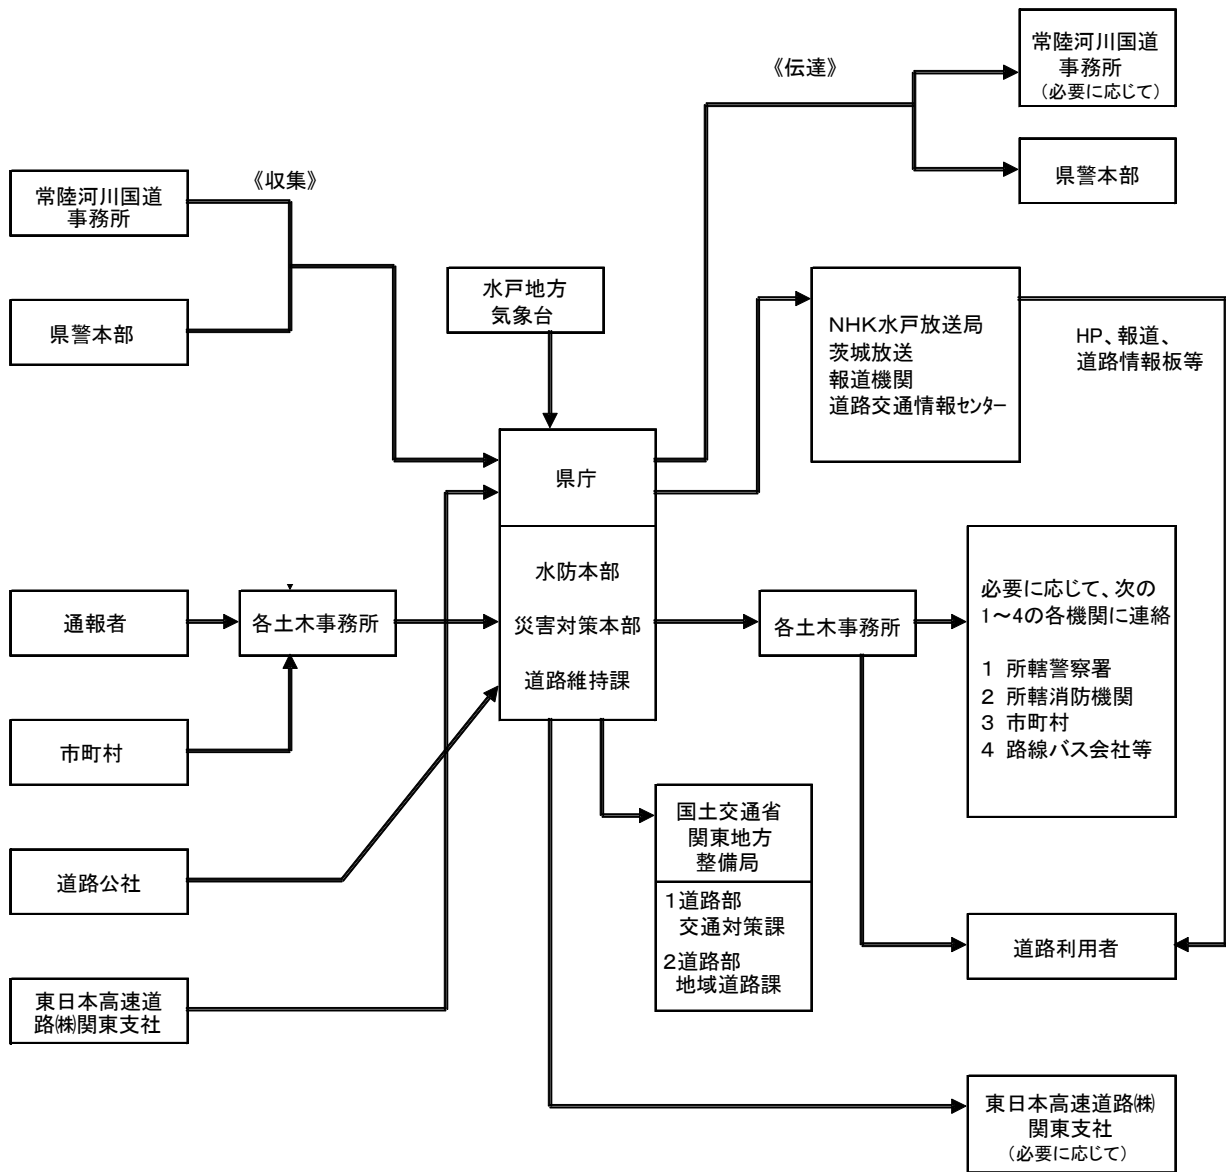 《伝達》
常陸河川国道
事務所
（必要に応じて）
県警本部
《収集》
常陸河川国道
事務所
県警本部
水戸地方
気象台
NHK水戸放送局
茨城放送
報道機関
道路交通情報ｾﾝﾀｰ
HP、報道、
道路情報板等
県庁
水防本部
災害対策本部
道路維持課
通報者
各土木事務所
市町村
道路公社
東日本高速道
路㈱関東支社
各土木事務所
必要に応じて、次の
1～4の各機関に連絡
1 所轄警察署
2 所轄消防機関
3 市町村
4 路線バス会社等
国土交通省
関東地方
整備局
1道路部
交通対策課
2道路部
地域道路課
道路利用者
東日本高速道路㈱
関東支社
（必要に応じて）